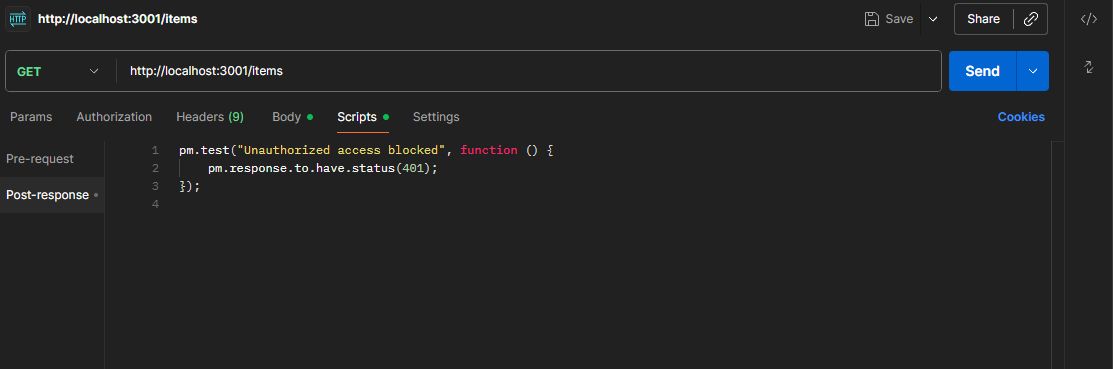 HTTP http://localhost:3001/items Save Share
GET http://localhost:3001/items Send
Params Authorization Headers (9) Body Scripts Settings Cookies
Pre-request
Post-response
1 pm.test("Unauthorized access blocked", function () {
2 pm.response.to.have.status(401);
3 });
4